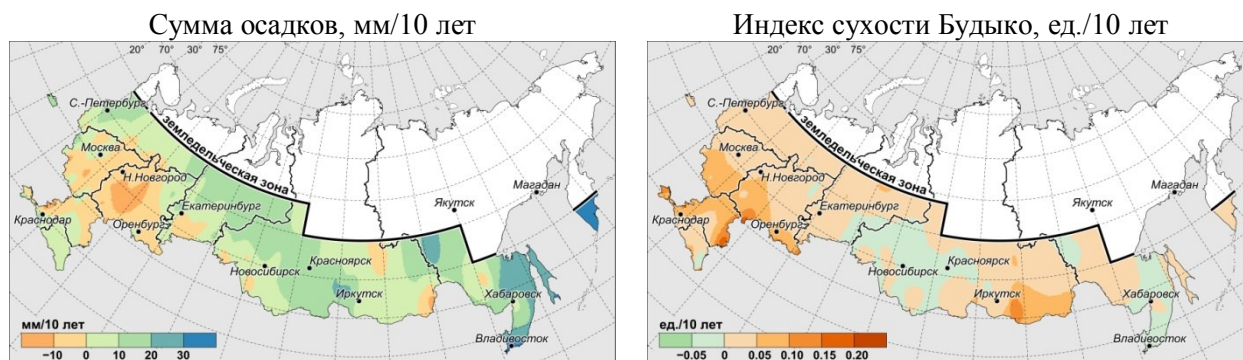 Сумма осадков, мм/10 лет
20° 70° 30° 75°
С.-Петербург
Москва
Н.Новгород
Краснодар
Оренбург
Екатеринбург
земледельческая зона
Новосибирск
Красноярск
Иркутск
Якутск
Магадан
Хабаровск
Владивосток
мм/10 лет
−10 0 10 20 30
Индекс сухости Будыко, ед./10 лет
20° 70° 30° 75°
С.-Петербург
Москва
Н.Новгород
Краснодар
Оренбург
Екатеринбург
земледельческая зона
Новосибирск
Красноярск
Иркутск
Якутск
Магадан
Хабаровск
Владивосток
ед./10 лет
−0.05 0 0.05 0.10 0.15 0.20